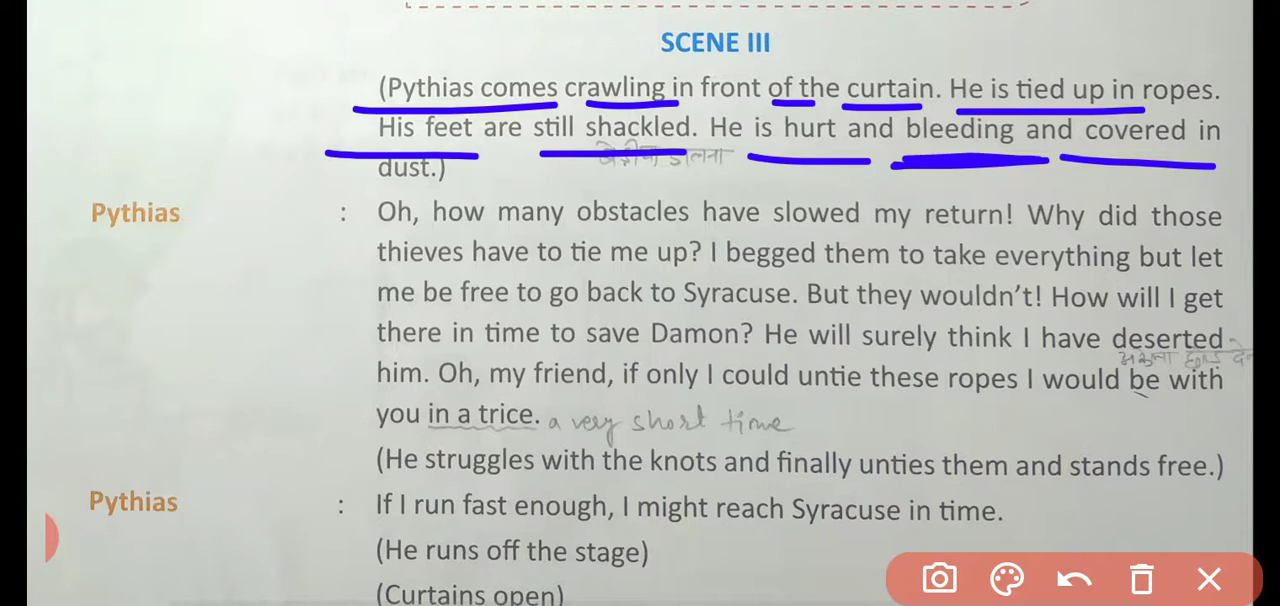 SCENE III
(Pythias comes crawling in front of the curtain. He is tied up in ropes.
His feet are still shackled. He is hurt and bleeding and covered in
बेड़ीया डालना
dust.)
Pythias : Oh, how many obstacles have slowed my return! Why did those
thieves have to tie me up? I begged them to take everything but let
me be free to go back to Syracuse. But they wouldn't! How will I get
there in time to save Damon? He will surely think I have deserted
him. Oh, my friend, if only I could untie these ropes I would be with
you in a trice. a very short time
(He struggles with the knots and finally unties them and stands free.)
Pythias : If I run fast enough, I might reach Syracuse in time.
(He runs off the stage)
(Curtains open)